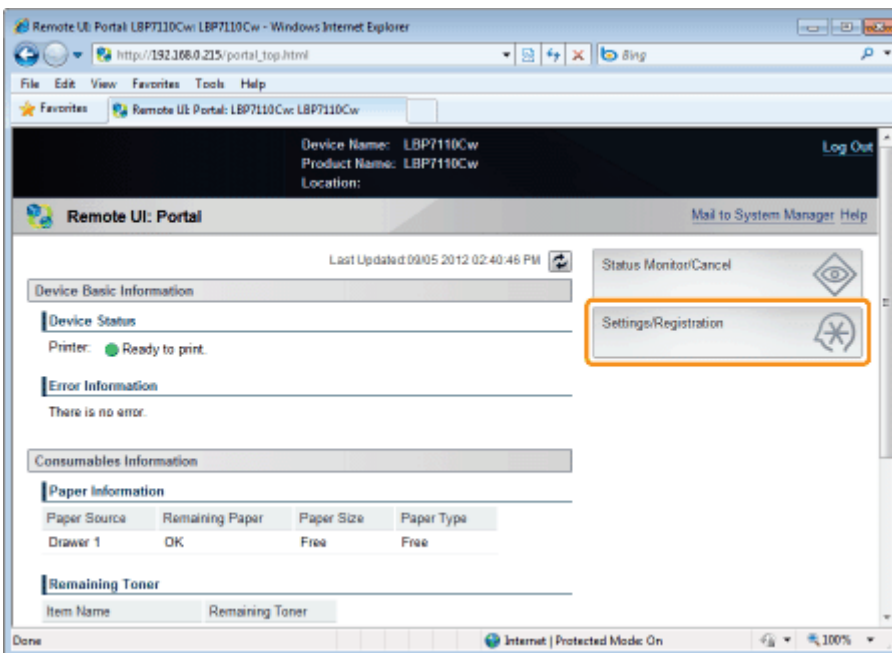 Remote UI: Portal: LBP7110Cw: LBP7110Cw - Windows Internet Explorer
http://192.168.0.215/portal_top.html
Bing
File Edit View Favorites Tools Help
Favorites Remote UI: Portal: LBP7110Cw: LBP7110Cw
Device Name: LBP7110Cw
Product Name: LBP7110Cw
Location:
Log Out
Remote UI: Portal
Mail to System Manager Help
Last Updated:09/05 2012 02:40:46 PM
Status Monitor/Cancel
Device Basic Information
Settings/Registration
Device Status
Printer: Ready to print.
Error Information
There is no error.
Consumables Information
Paper Information
Paper Source Remaining Paper Paper Size Paper Type
Drawer 1 OK Free Free
Remaining Toner
Item Name Remaining Toner
Done Internet | Protected Mode: On 100%